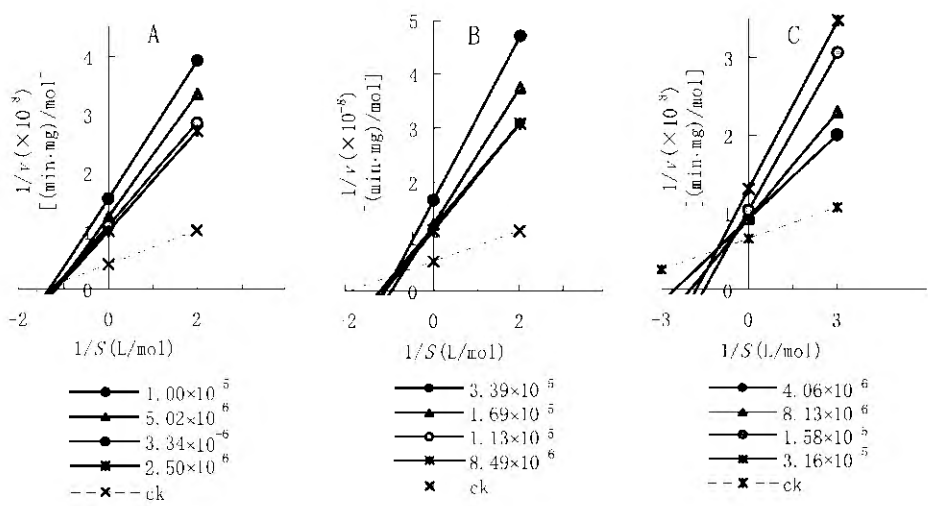 A
1/v(×10⁻⁸)
[(min·mg)/mol⁻
4
3
2
1
0
-2
0
2
1/S(L/mol)
1.00×10⁻⁵
5.02×10⁻⁶
3.34×10⁻⁶
2.50×10⁻⁶
ck
B
1/v(×10⁻⁸)
⁻(min·mg)/mol]
5
4
3
2
1
0
-2
0
2
1/S(L/mol)
3.39×10⁻⁵
1.69×10⁻⁵
1.13×10⁻⁵
8.49×10⁻⁶
ck
C
1/v(×10⁻⁸)
⁻(min·mg)/mol]
3
2
1
0
-3
0
3
1/S(L/mol)
4.06×10⁻⁶
8.13×10⁻⁶
1.58×10⁻⁵
3.16×10⁻⁵
ck